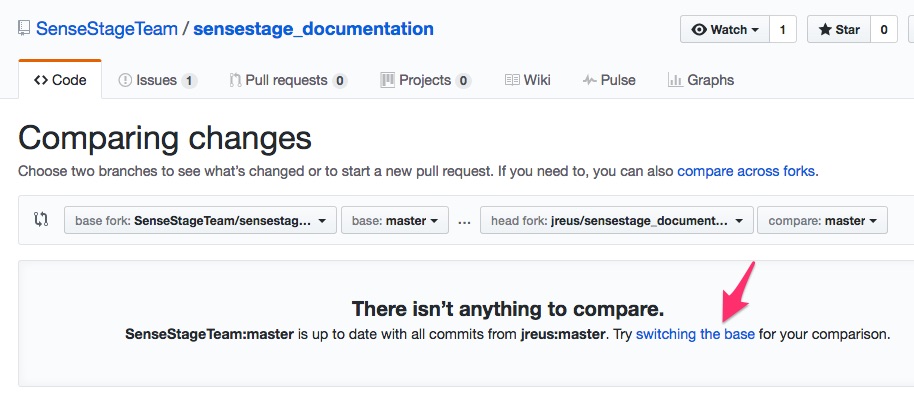 SenseStageTeam / sensestage_documentation
Watch 1 Star 0
Code Issues 1 Pull requests 0 Projects 0 Wiki Pulse Graphs
Comparing changes
Choose two branches to see what's changed or to start a new pull request. If you need to, you can also compare across forks.
base fork: SenseStageTeam/sensestag... base: master ... head fork: jreus/sensestage_document... compare: master
There isn't anything to compare.
SenseStageTeam:master is up to date with all commits from jreus:master. Try switching the base for your comparison.